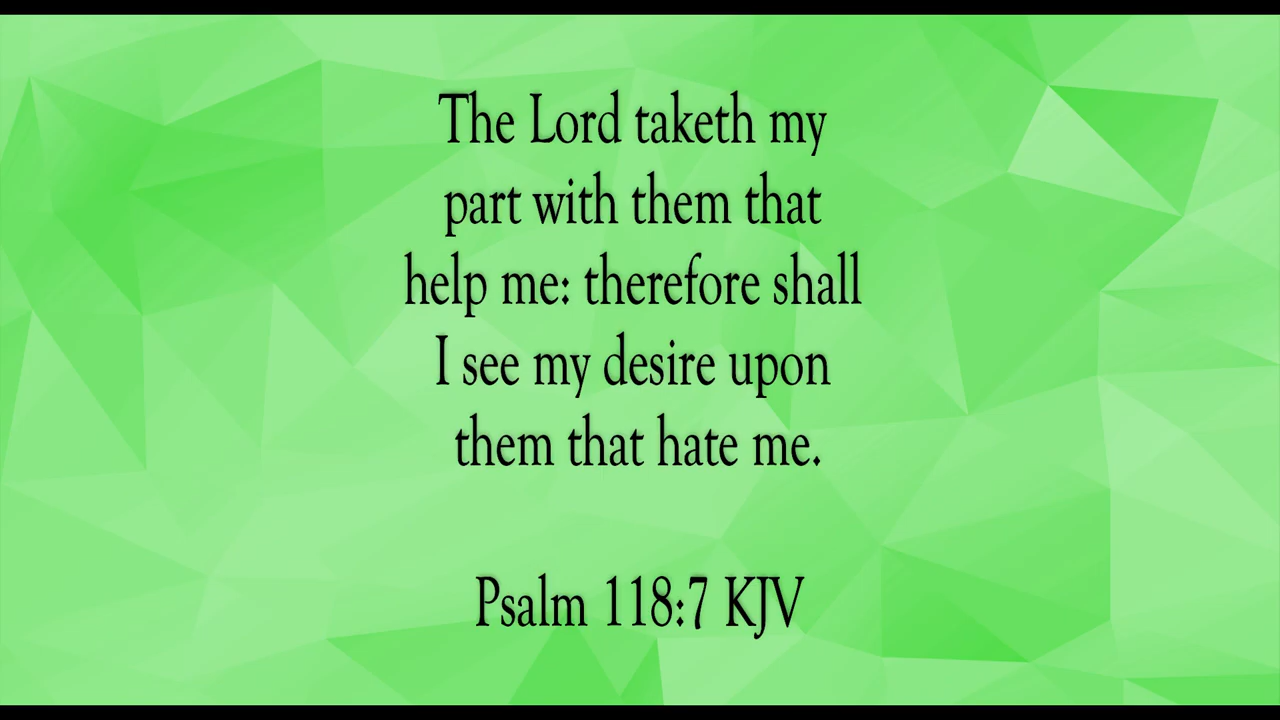 The Lord taketh my
part with them that
help me: therefore shall
I see my desire upon
them that hate me.
Psalm 118:7 KJV